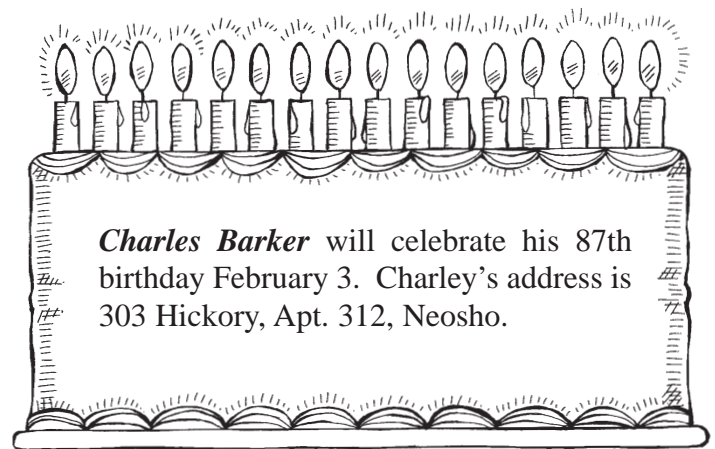 Charles Barker will celebrate his 87th
birthday February 3.  Charley's address is
303 Hickory, Apt. 312, Neosho.